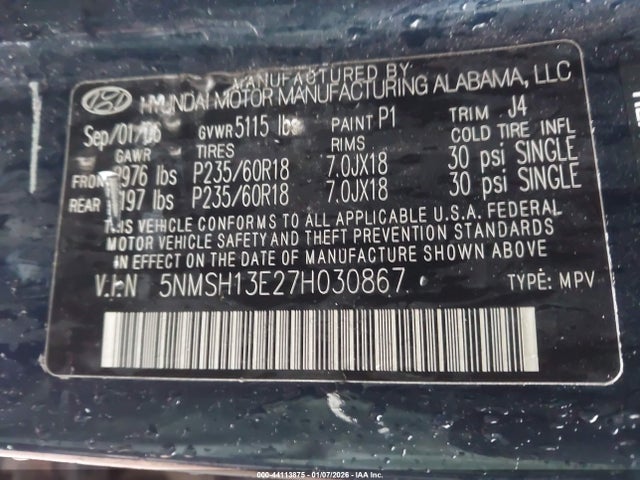 MANUFACTURED BY
HYUNDAI MOTOR MANUFACTURING ALABAMA, LLC
Sep/01/06 GVWR 5115 lbs PAINT P1 TRIM J4
GAWR TIRES RIMS COLD TIRE INFL
FRONT 2976 lbs P235/60R18 7.0JX18 30 psi SINGLE
REAR lbs P235/60R18 7.0JX18 30 psi SINGLE
THIS VEHICLE CONFORMS TO ALL APPLICABLE U.S.A. FEDERAL
MOTOR VEHICLE SAFETY AND THEFT PREVENTION STANDARDS
IN EFFECT ON THE DATE OF MANUFACTURE SHOWN ABOVE.
V.I.N 5NMSH13E27H030867 TYPE: MPV
000-44113875 - 01/07/2026 - IAA Inc.